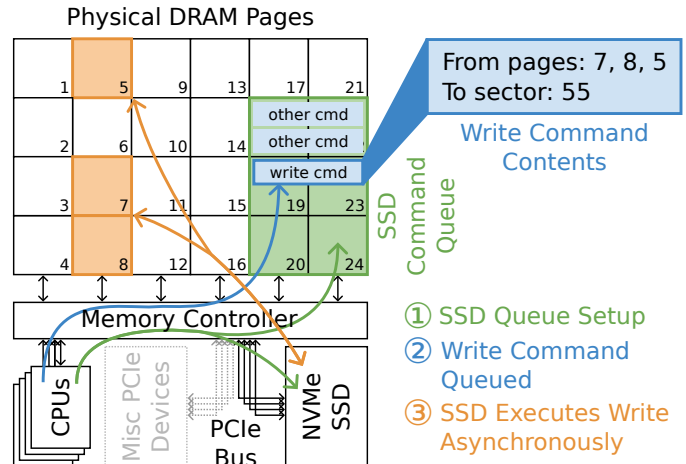 Physical DRAM Pages
1
5
9
13
17
21
other cmd
other cmd
2
6
10
14
write cmd
3
7
11
15
19
23
4
8
12
16
20
24
From pages: 7, 8, 5
To sector: 55
Write Command
Contents
SSD
Command
Queue
Memory Controller
CPUs
Misc PCIe
Devices
PCIe
Bus
NVMe
SSD
① SSD Queue Setup
② Write Command
Queued
③ SSD Executes Write
Asynchronously